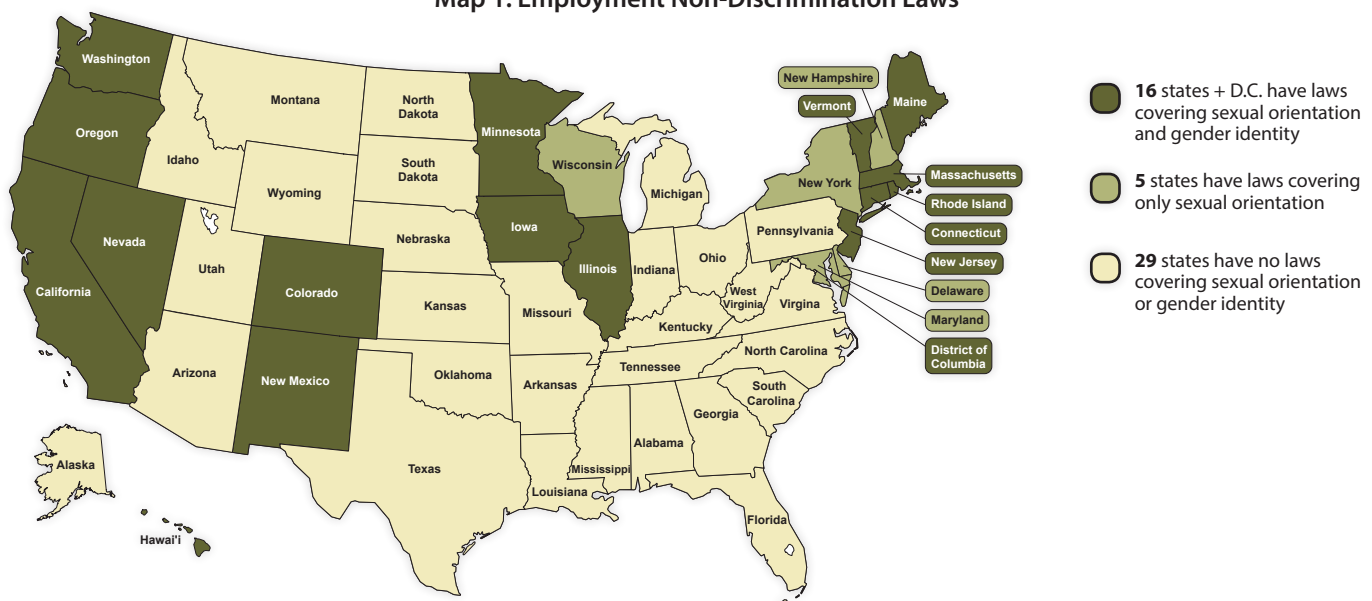 Map 1: Employment Non-Discrimination Laws
Washington
Oregon
California
Nevada
Idaho
Montana
Wyoming
Utah
Colorado
Arizona
New Mexico
North
Dakota
South
Dakota
Nebraska
Kansas
Oklahoma
Texas
Minnesota
Iowa
Missouri
Arkansas
Louisiana
Wisconsin
Illinois
Michigan
Indiana
Ohio
Kentucky
Tennessee
Mississippi
Alabama
Georgia
Florida
South
Carolina
North Carolina
Virgina
West
Virginia
Pennsylvania
New York
New Hampshire
Vermont
Maine
Massachusetts
Rhode Island
Connecticut
New Jersey
Delaware
Maryland
District of
Columbia
Alaska
Hawai'i
16 states + D.C. have laws
covering sexual orientation
and gender identity
5 states have laws covering
only sexual orientation
29 states have no laws
covering sexual orientation
or gender identity